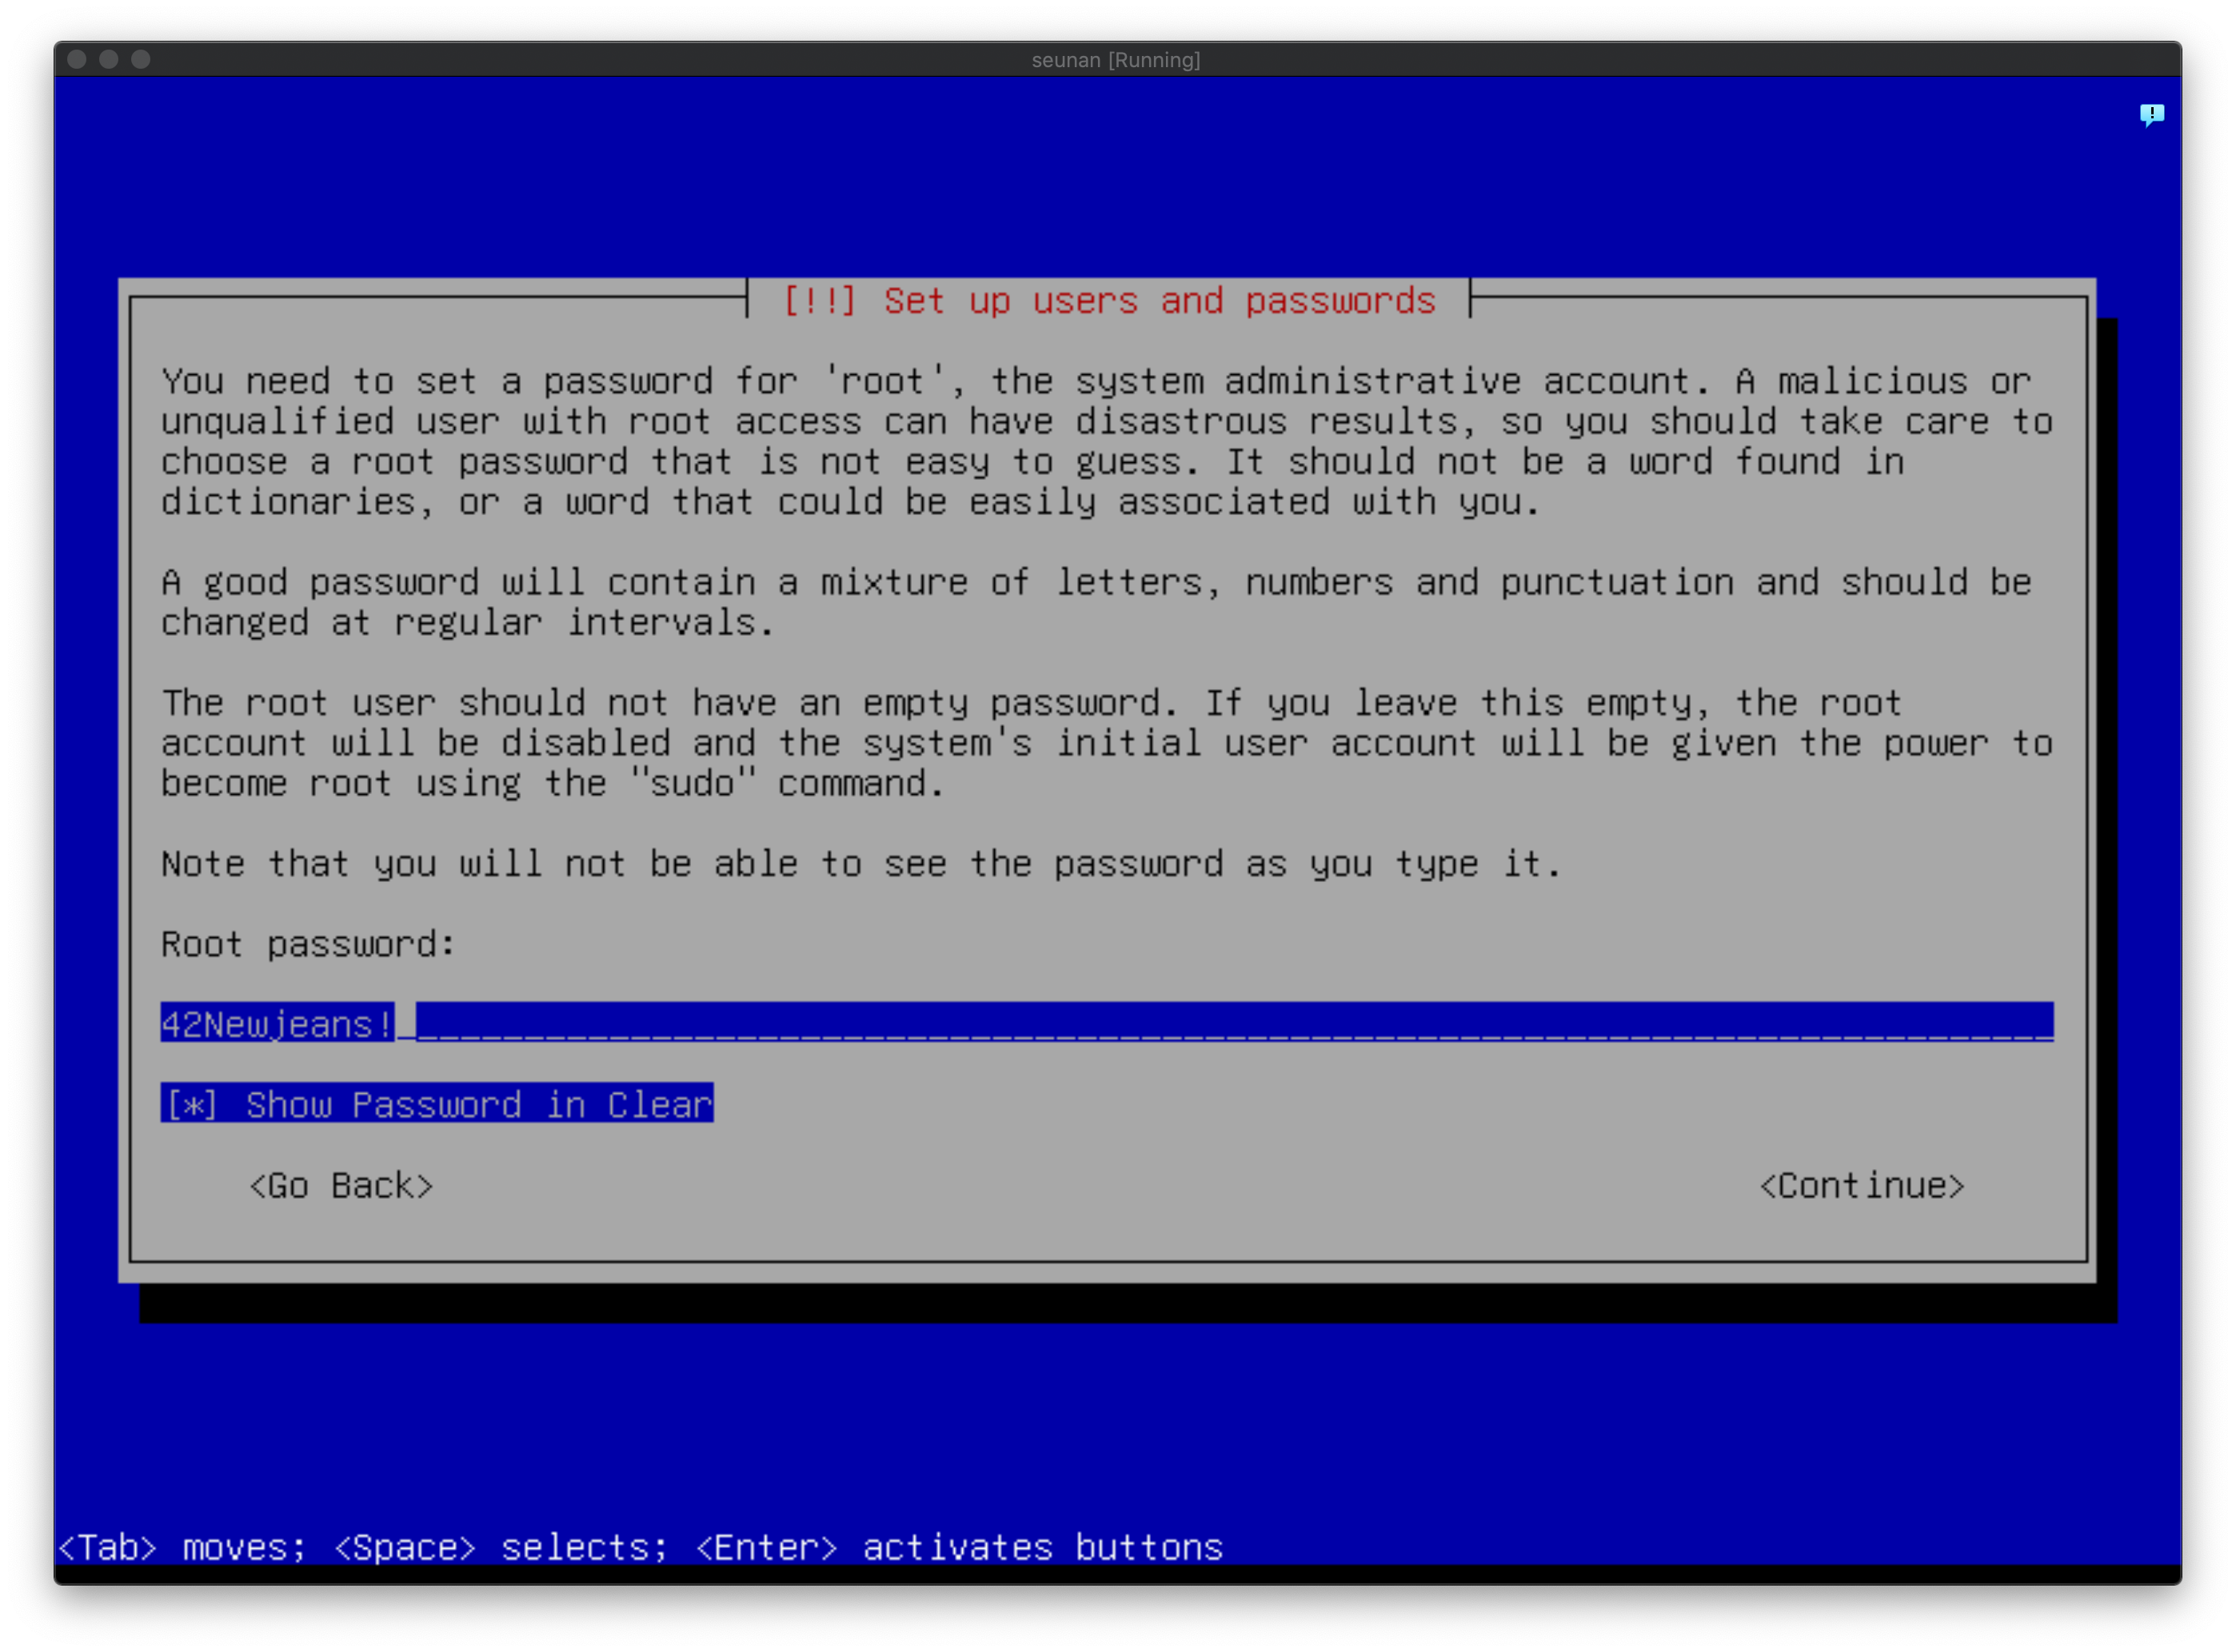 seunan [Running]
[!!] Set up users and passwords
You need to set a password for 'root', the system administrative account. A malicious or
unqualified user with root access can have disastrous results, so you should take care to
choose a root password that is not easy to guess. It should not be a word found in
dictionaries, or a word that could be easily associated with you.
A good password will contain a mixture of letters, numbers and punctuation and should be
changed at regular intervals.
The root user should not have an empty password. If you leave this empty, the root
account will be disabled and the system's initial user account will be given the power to
become root using the "sudo" command.
Note that you will not be able to see the password as you type it.
Root password:
42Newjeans!
[*] Show Password in Clear
<Go Back> <Continue>
<Tab> moves; <Space> selects; <Enter> activates buttons